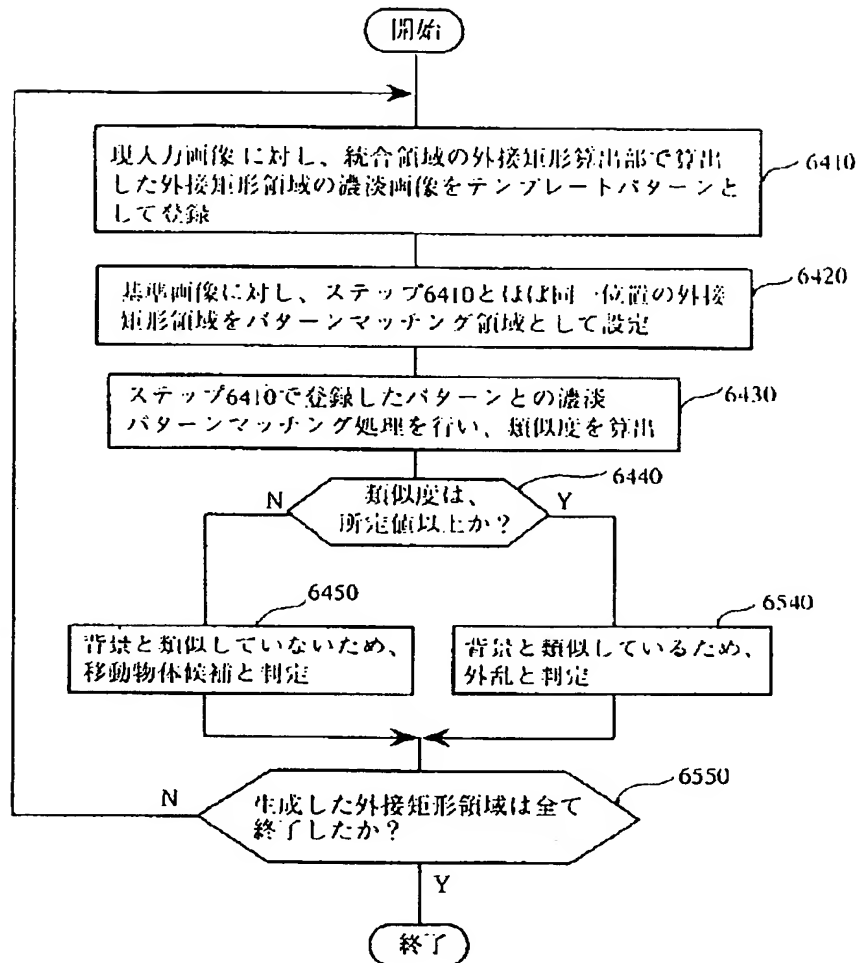 開始
現入力画像に対し、統合領域の外接矩形算出部で算出
した外接矩形領域の濃淡画像をテンプレートパターンと
して登録
6410
基準画像に対し、ステップ6410とほぼ同一位置の外接
矩形領域をパターンマッチング領域として設定
6420
ステップ6410で登録したパターンとの濃淡
パターンマッチング処理を行い、類似度を算出
6430
類似度は、
所定値以上か？
6440
N
Y
背景と類似していないため、
移動物体候補と判定
6450
背景と類似しているため、
外乱と判定
6540
生成した外接矩形領域は全て
終了したか？
6550
N
Y
終了